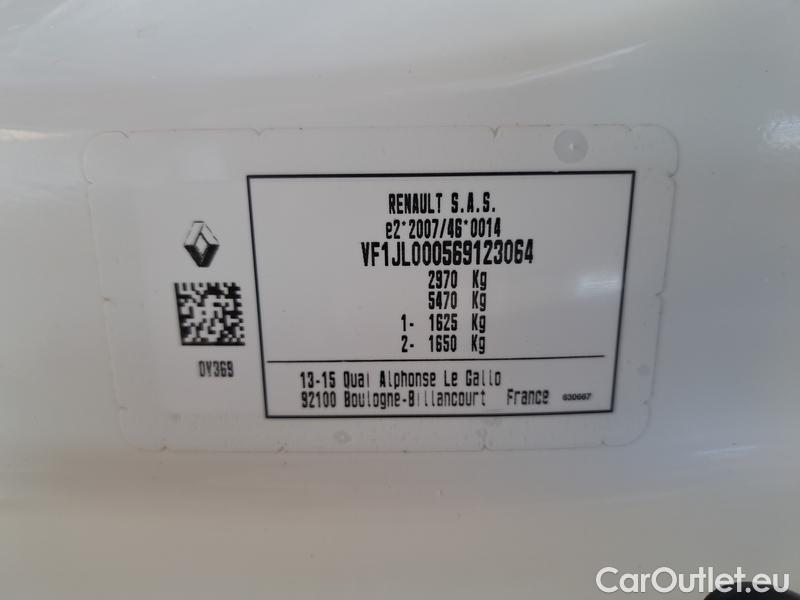 RENAULT S.A.S.
e2*2007/46*0014
VF1JL000569123064
2970 Kg
5470 Kg
1- 1625 Kg
2- 1650 Kg
DV369
13-15 Quai Alphonse Le Gallo
92100 Boulogne-Billancourt France 630667
CarOutlet.eu